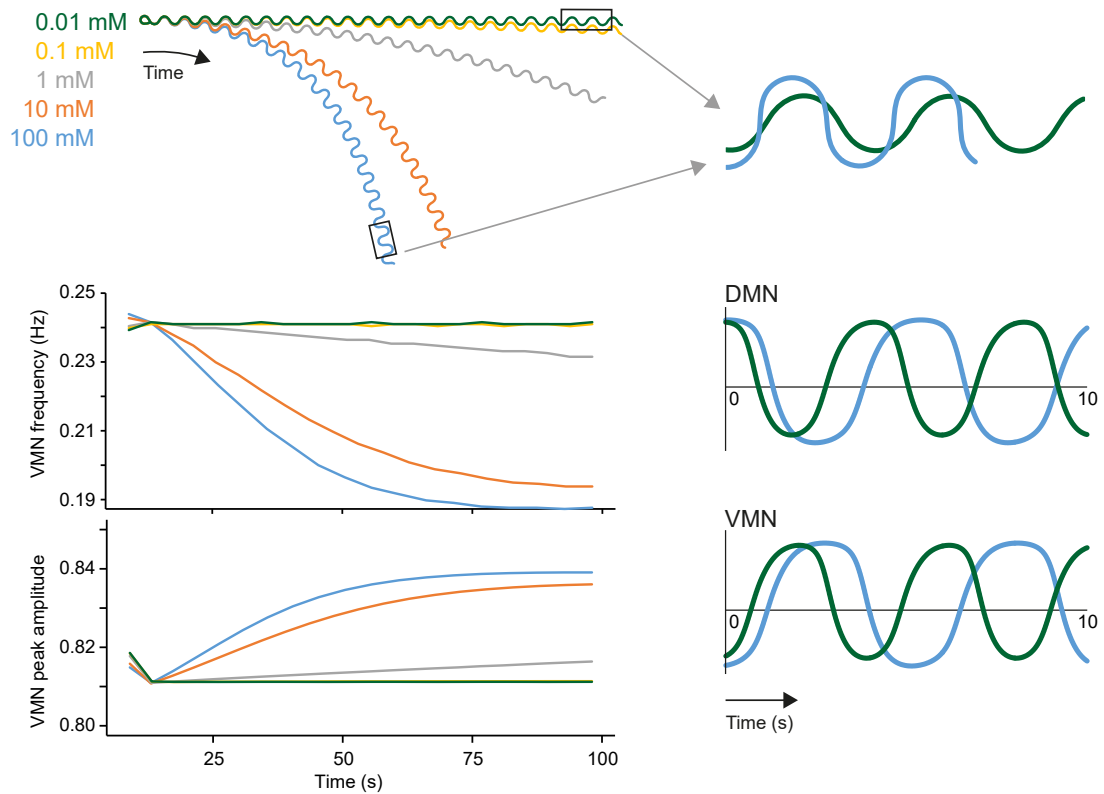 0.01 mM
0.1 mM
1 mM
10 mM
100 mM
Time
0.25
0.23
0.21
0.19
VMN frequency (Hz)
0.84
0.82
0.80
VMN peak amplitude
25
50
75
100
Time (s)
DMN
0
10
VMN
0
10
Time (s)